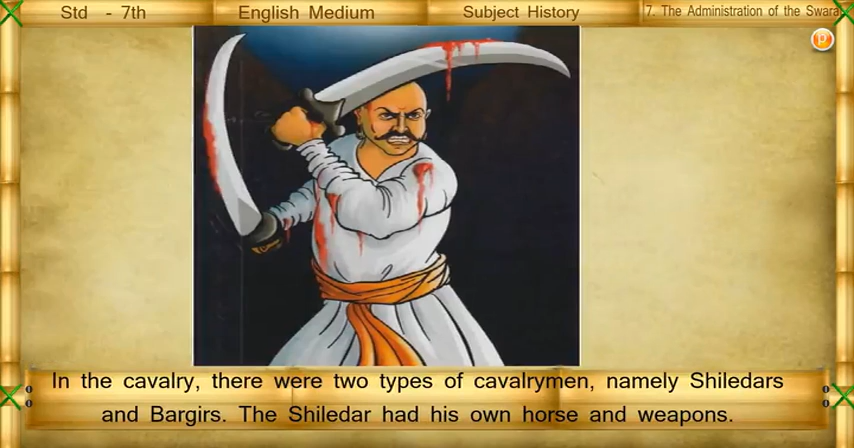 Std - 7th English Medium Subject History 7. The Administration of the Swara
In the cavalry, there were two types of cavalrymen, namely Shiledars
and Bargirs. The Shiledar had his own horse and weapons.